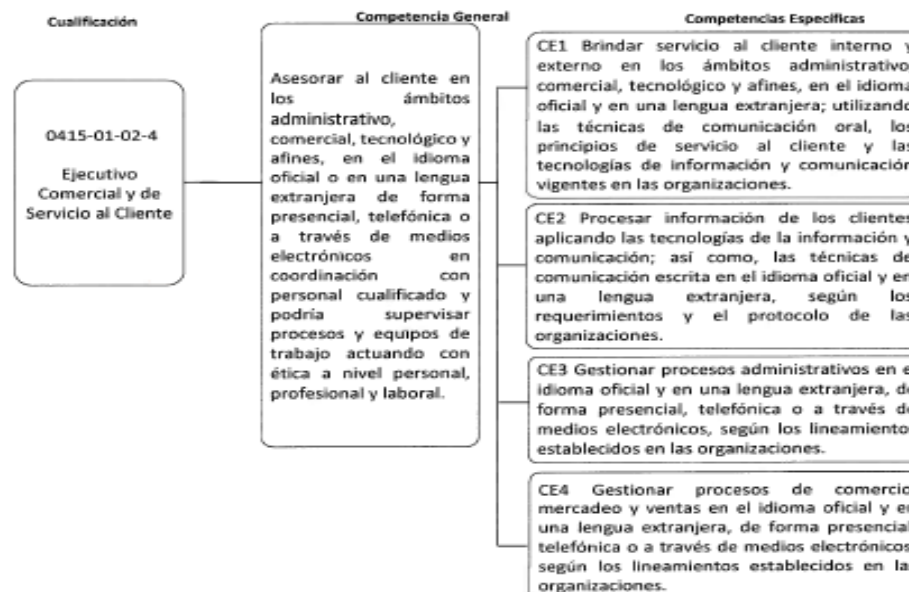 Cualificación
Competencia General
Competencias Específicas
0415-01-02-4
Ejecutivo
Comercial y de
Servicio al Cliente
Asesorar al cliente en
los ámbitos
administrativo,
comercial, tecnológico y
afines, en el idioma
oficial o en una lengua
extranjera de forma
presencial, telefónica o
a través de medios
electrónicos en
coordinación con
personal cualificado y
podría supervisar
procesos y equipos de
trabajo actuando con
ética a nivel personal,
profesional y laboral.
CE1 Brindar servicio al cliente interno y
externo en los ámbitos administrativo
comercial, tecnológico y afines, en el idioma
oficial y en una lengua extranjera; utilizando
las técnicas de comunicación oral, los
principios de servicio al cliente y las
tecnologías de información y comunicación
vigentes en las organizaciones.
CE2 Procesar información de los clientes
aplicando las tecnologías de la información y
comunicación; así como, las técnicas de
comunicación escrita en el idioma oficial y en
una lengua extranjera, según los
requerimientos y el protocolo de las
organizaciones.
CE3 Gestionar procesos administrativos en e
idioma oficial y en una lengua extranjera, de
forma presencial, telefónica o a través de
medios electrónicos, según los lineamiento
establecidos en las organizaciones.
CE4 Gestionar procesos de comercio
mercadeo y ventas en el idioma oficial y en
una lengua extranjera, de forma presencial
telefónica o a través de medios electrónicos
según los lineamientos establecidos en la
organizaciones.